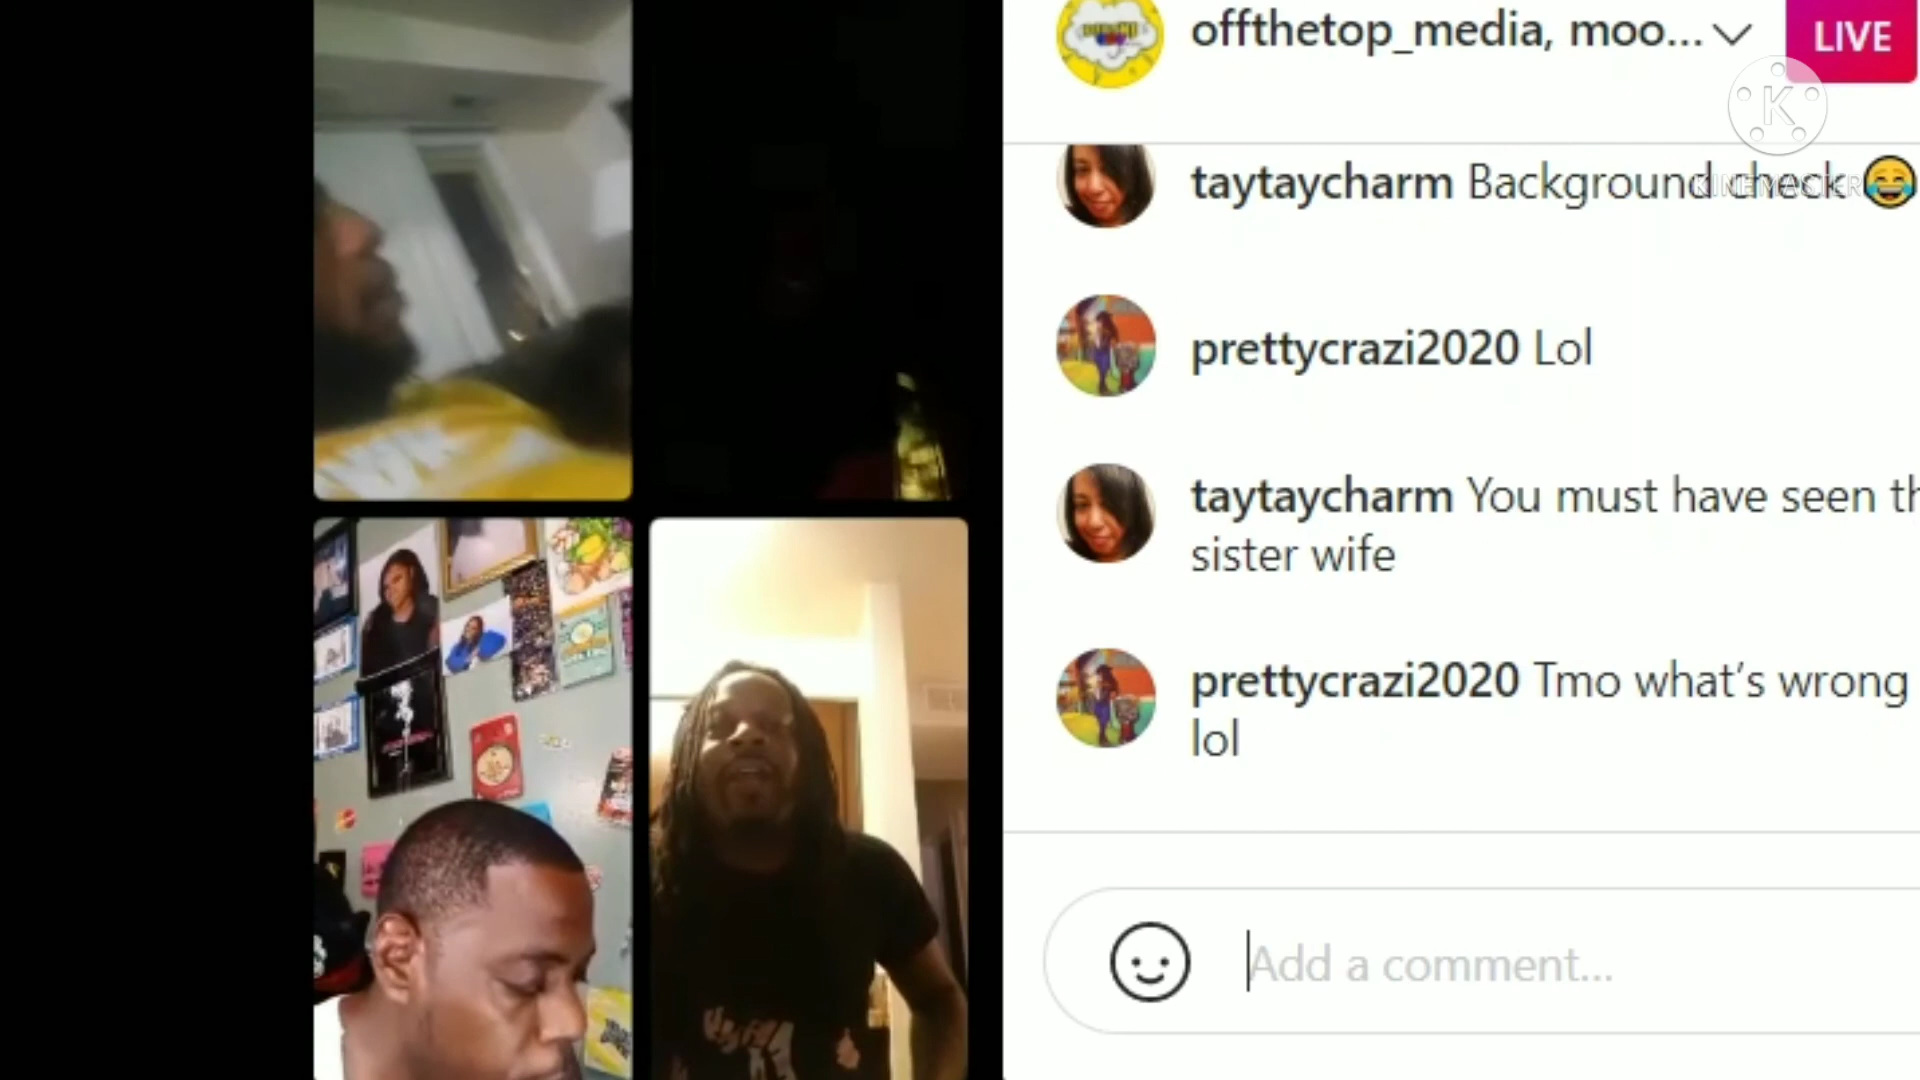 offthetop_media, moo...
LIVE
K
KINEMASTER
taytaycharm Background check 😂
prettycrazi2020 Lol
taytaycharm You must have seen th
sister wife
prettycrazi2020 Tmo what's wrong
lol
Add a comment...